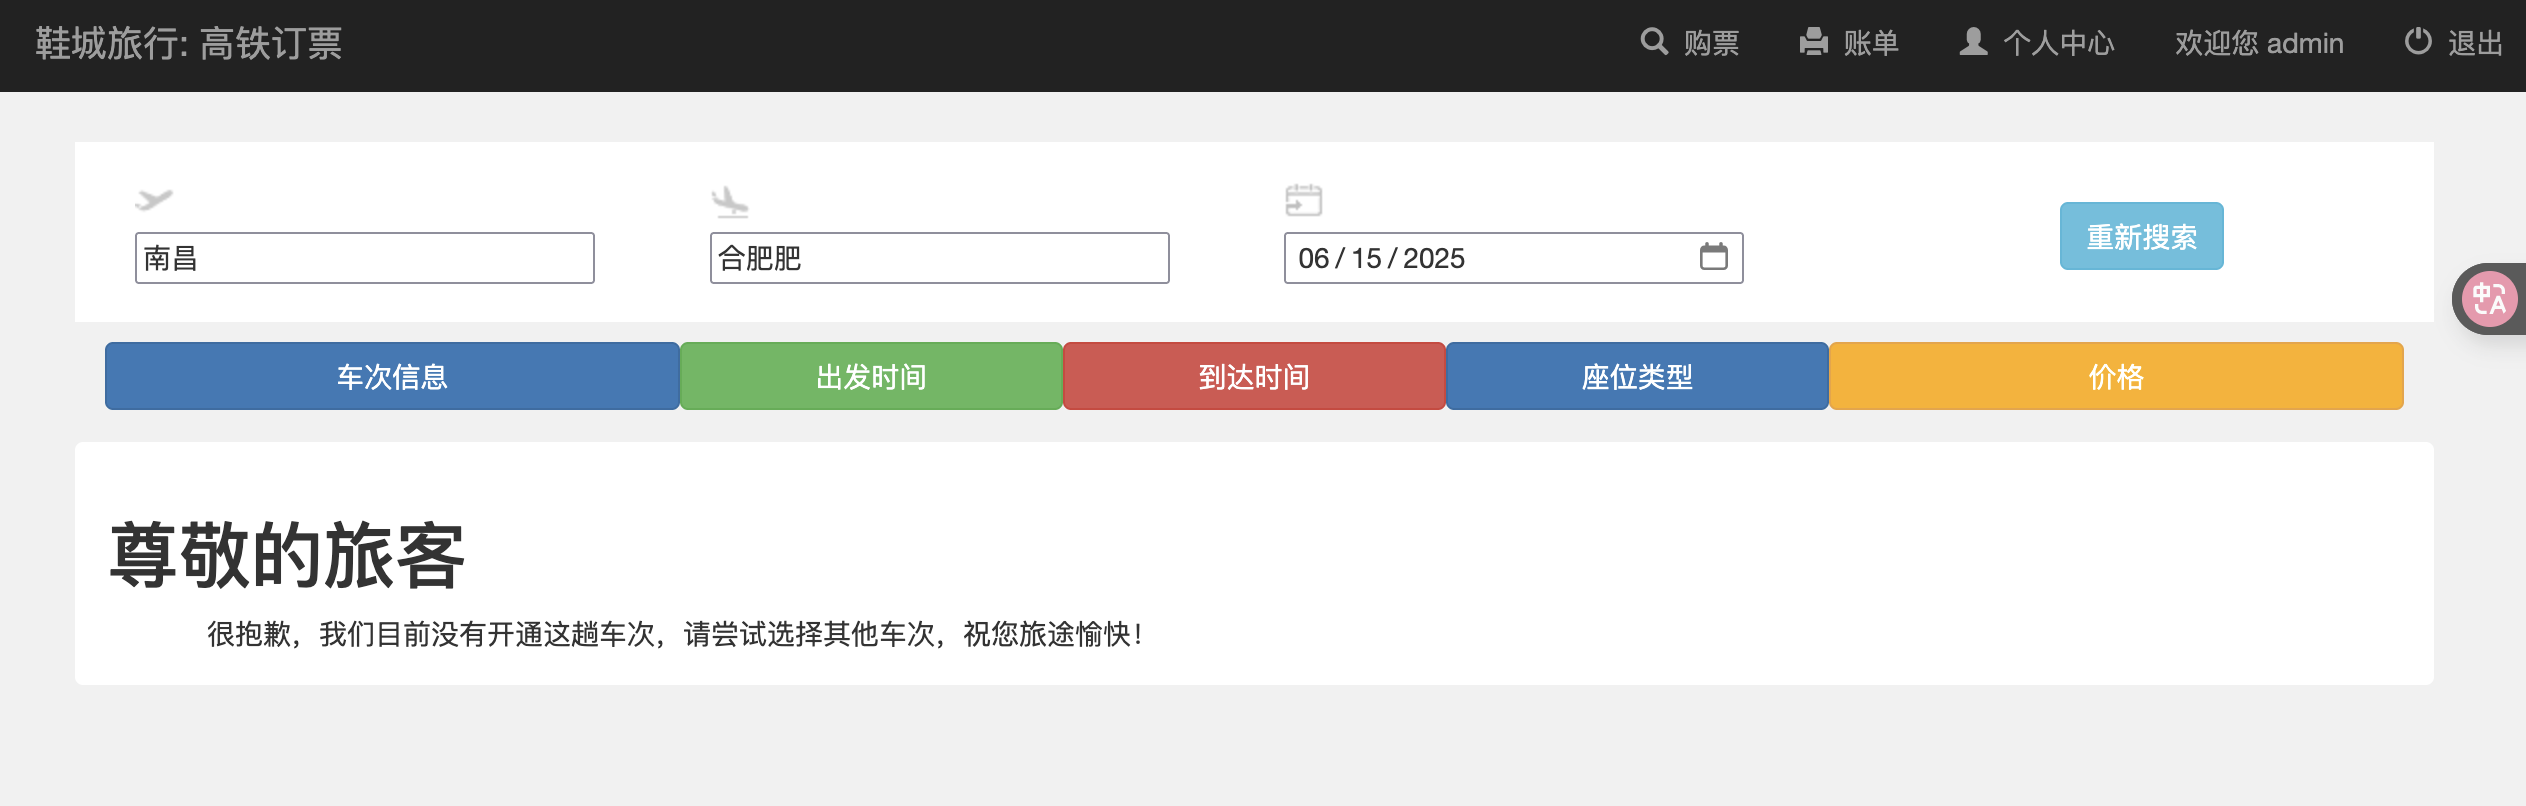 鞋城旅行: 高铁订票
购票
账单
个人中心
欢迎您 admin
退出
南昌
合肥肥
06/15/2025
重新搜索
中A
车次信息
出发时间
到达时间
座位类型
价格
尊敬的旅客
很抱歉，我们目前没有开通这趟车次，请尝试选择其他车次，祝您旅途愉快！